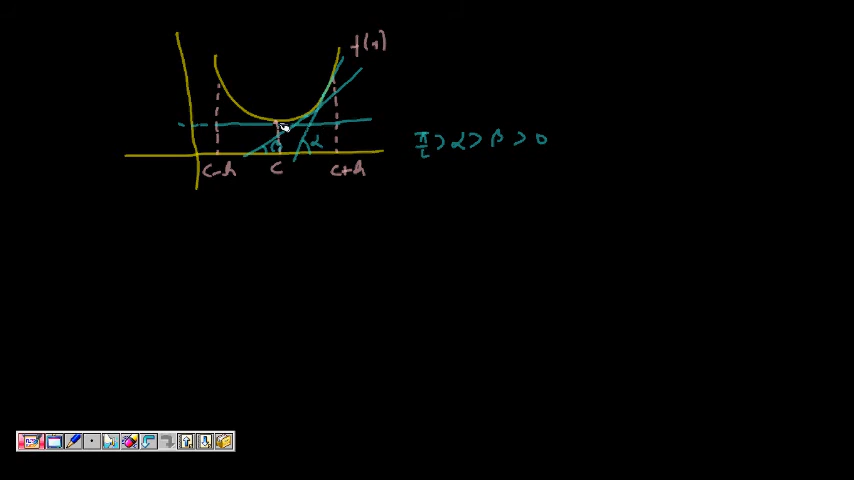 f(x)
β α
π/2 > α > β > 0
c-h c c+h